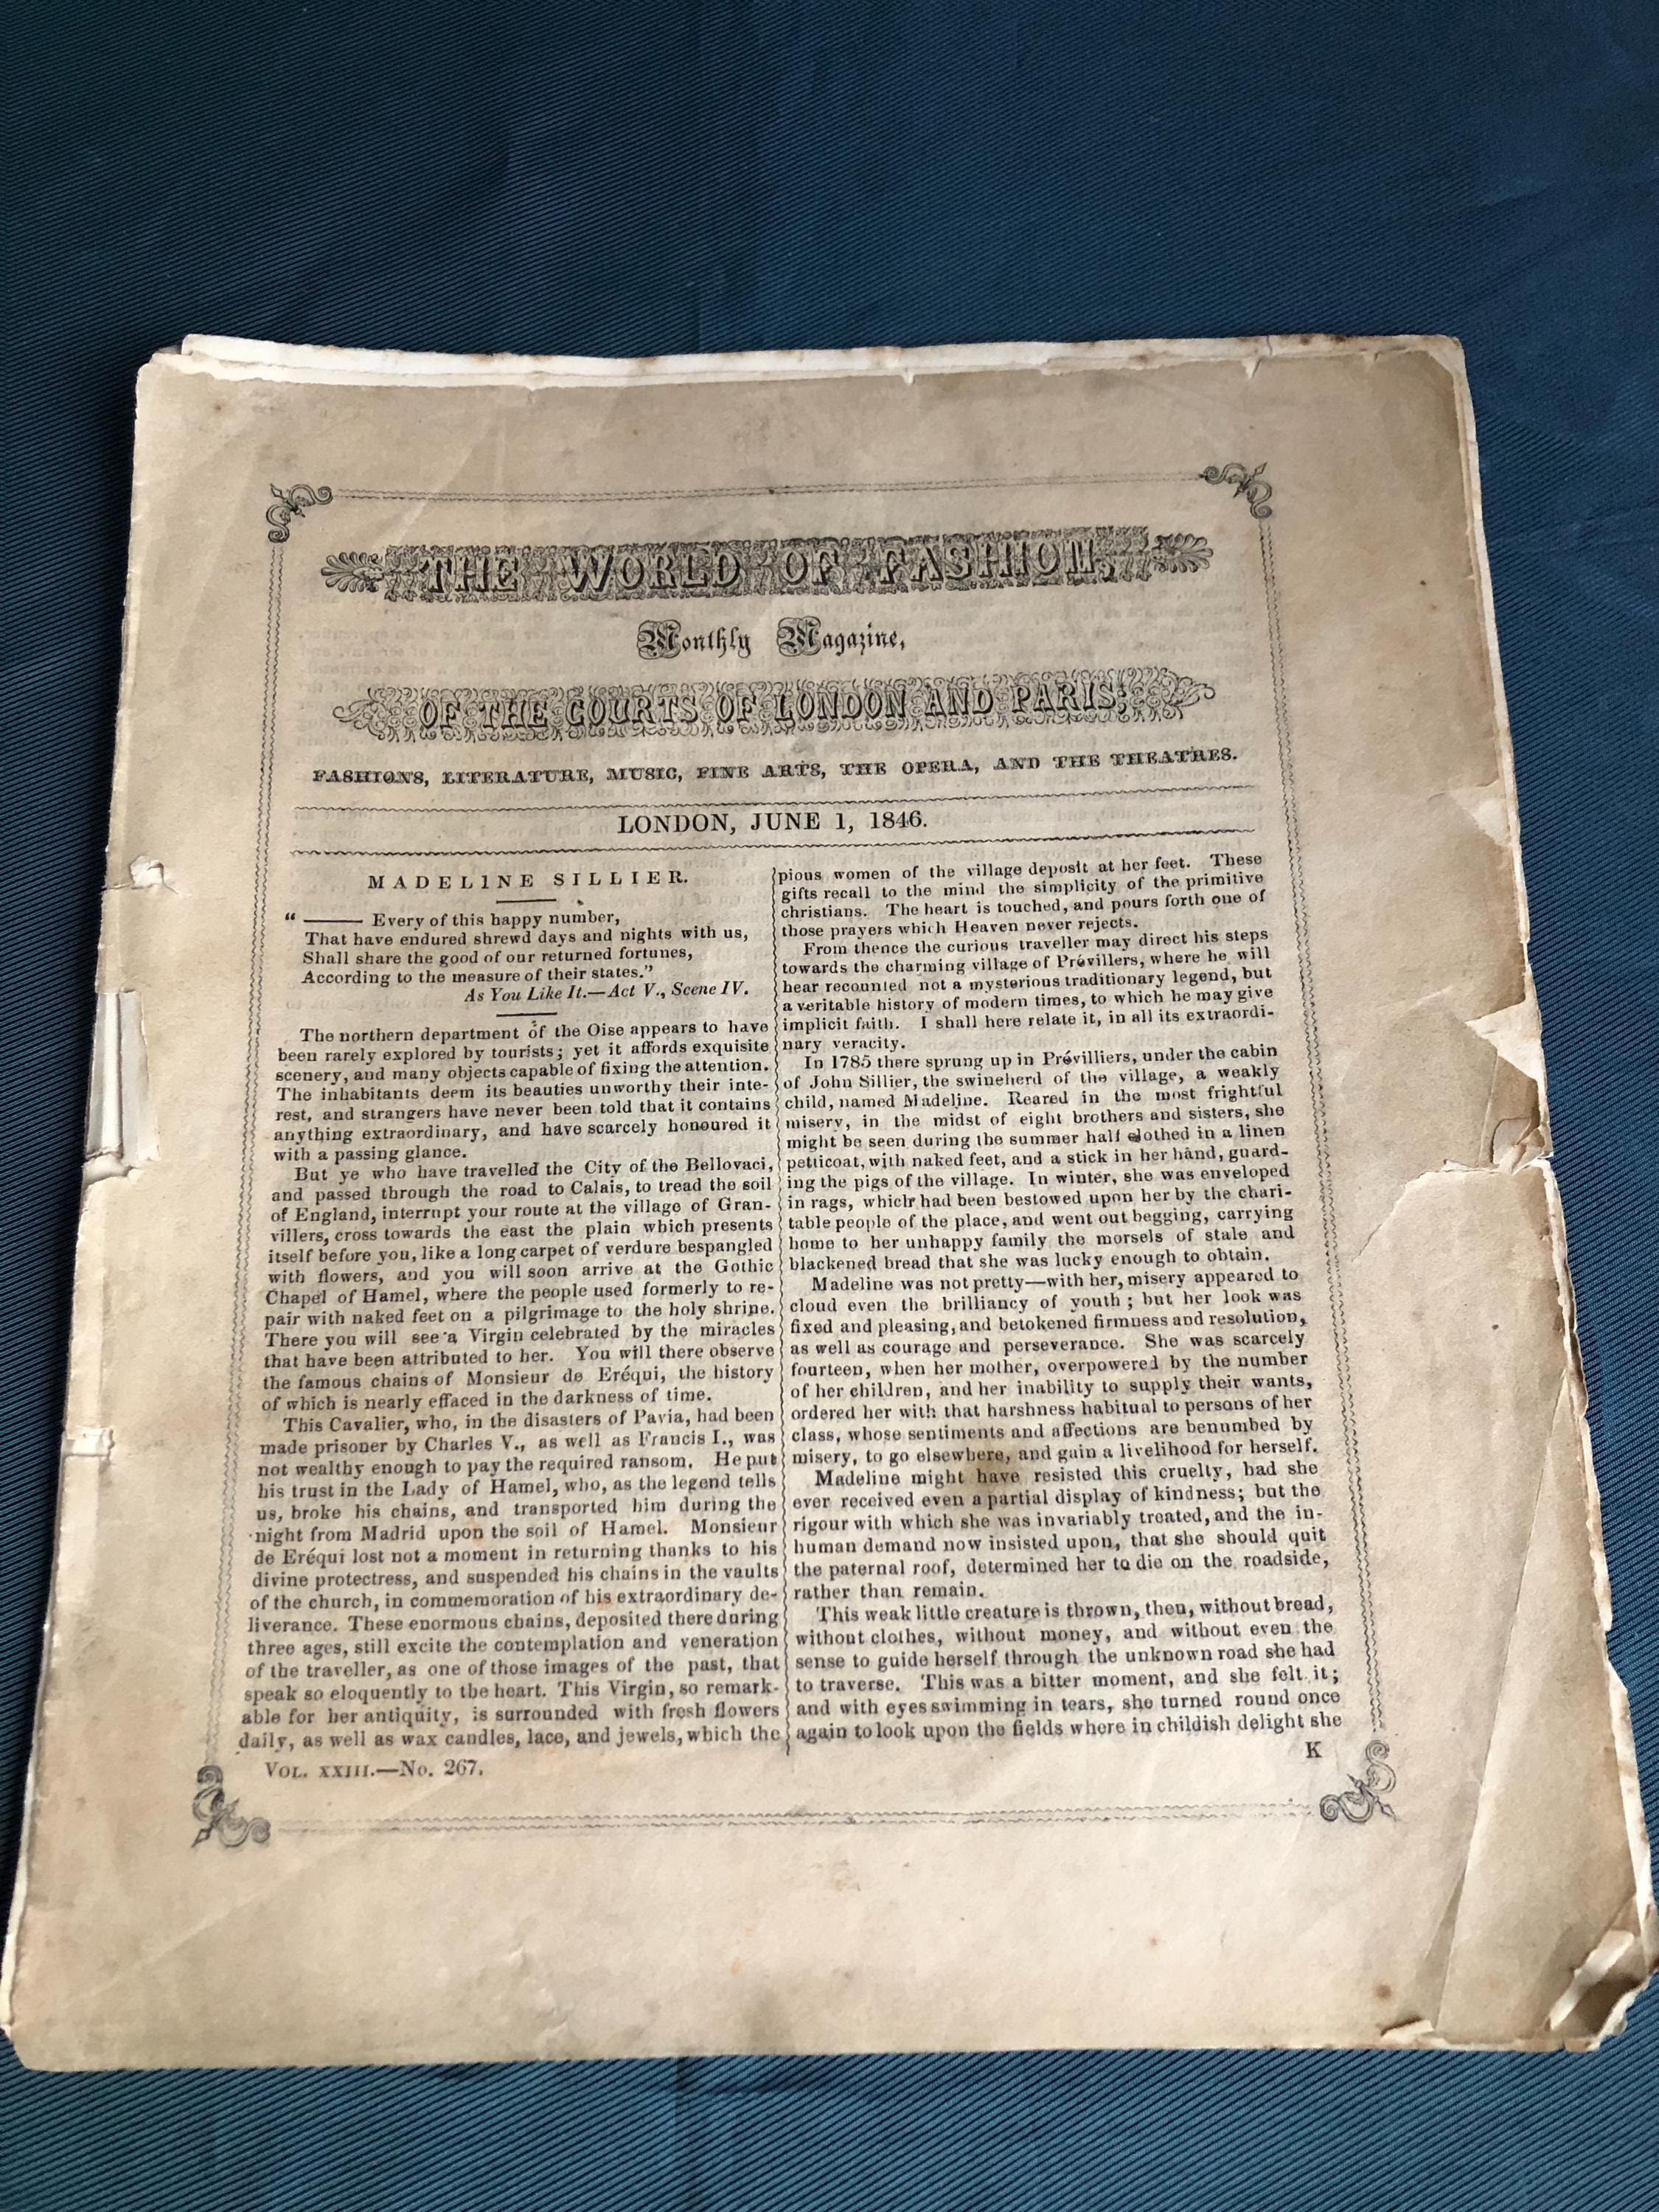 THE WORLD OF FASHION,
Monthly Magazine,
OF THE COURTS OF LONDON AND PARIS;
FASHIONS, LITERATURE, MUSIC, FINE ARTS, THE OPERA, AND THE THEATRES.
LONDON, JUNE 1, 1846.
MADELINE SILLIER.
"——— Every of this happy number,
That have endured shrewd days and nights with us,
Shall share the good of our returned fortunes,
According to the measure of their states."
As You Like It.—Act V., Scene IV.
The northern department of the Oise appears to have
been rarely explored by tourists; yet it affords exquisite
scenery, and many objects capable of fixing the attention.
The inhabitants deem its beauties unworthy their inte-
rest, and strangers have never been told that it contains
anything extraordinary, and have scarcely honoured it
with a passing glance.
But ye who have travelled the City of the Bellovaci,
and passed through the road to Calais, to tread the soil
of England, interrupt your route at the village of Gran-
villers, cross towards the east the plain which presents
itself before you, like a long carpet of verdure bespangled
with flowers, and you will soon arrive at the Gothic
Chapel of Hamel, where the people used formerly to re-
pair with naked feet on a pilgrimage to the holy shrine.
There you will see a Virgin celebrated by the miracles
that have been attributed to her. You will there observe
the famous chains of Monsieur de Eréqui, the history
of which is nearly effaced in the darkness of time.
This Cavalier, who, in the disasters of Pavia, had been
made prisoner by Charles V., as well as Francis I., was
not wealthy enough to pay the required ransom. He put
his trust in the Lady of Hamel, who, as the legend tells
us, broke his chains, and transported him during the
night from Madrid upon the soil of Hamel. Monsieur
de Eréqui lost not a moment in returning thanks to his
divine protectress, and suspended his chains in the vaults
of the church, in commemoration of his extraordinary de-
liverance. These enormous chains, deposited there during
three ages, still excite the contemplation and veneration
of the traveller, as one of those images of the past, that
speak so eloquently to the heart. This Virgin, so remark-
able for her antiquity, is surrounded with fresh flowers
daily, as well as wax candles, lace, and jewels, which the
VOL. XXIII.—No. 267.
pious women of the village deposit at her feet. These
gifts recall to the mind the simplicity of the primitive
christians. The heart is touched, and pours forth one of
those prayers which Heaven never rejects.
From thence the curious traveller may direct his steps
towards the charming village of Prévillers, where he will
hear recounted not a mysterious traditionary legend, but
a veritable history of modern times, to which he may give
implicit faith. I shall here relate it, in all its extraordi-
nary veracity.
In 1785 there sprung up in Prévilliers, under the cabin
of John Sillier, the swineherd of the village, a weakly
child, named Madeline. Reared in the most frightful
misery, in the midst of eight brothers and sisters, she
might be seen during the summer half clothed in a linen
petticoat, with naked feet, and a stick in her hand, guard-
ing the pigs of the village. In winter, she was enveloped
in rags, which had been bestowed upon her by the chari-
table people of the place, and went out begging, carrying
home to her unhappy family the morsels of stale and
blackened bread that she was lucky enough to obtain.
Madeline was not pretty—with her, misery appeared to
cloud even the brilliancy of youth; but her look was
fixed and pleasing, and betokened firmness and resolution,
as well as courage and perseverance. She was scarcely
fourteen, when her mother, overpowered by the number
of her children, and her inability to supply their wants,
ordered her with that harshness habitual to persons of her
class, whose sentiments and affections are benumbed by
misery, to go elsewhere, and gain a livelihood for herself.
Madeline might have resisted this cruelty, had she
ever received even a partial display of kindness; but the
rigour with which she was invariably treated, and the in-
human demand now insisted upon, that she should quit
the paternal roof, determined her to die on the roadside,
rather than remain.
This weak little creature is thrown, then, without bread,
without clothes, without money, and without even the
sense to guide herself through the unknown road she had
to traverse. This was a bitter moment, and she felt it;
and with eyes swimming in tears, she turned round once
again to look upon the fields where in childish delight she
K